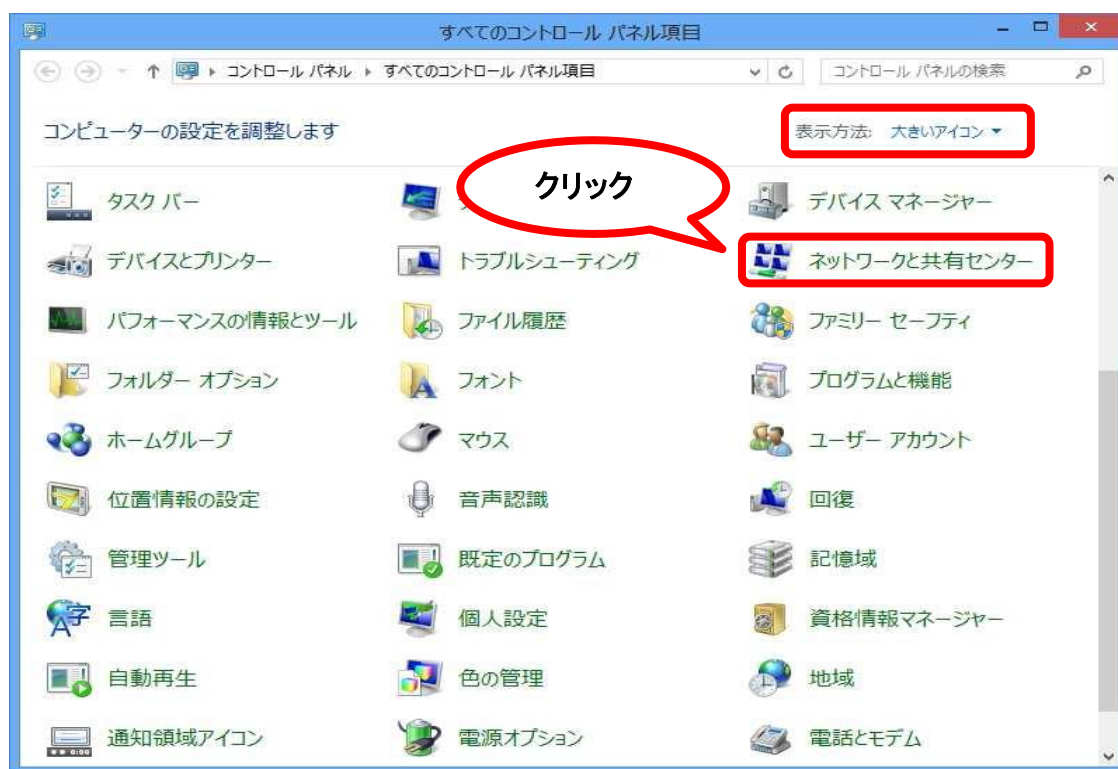 すべてのコントロール パネル項目
コントロール パネル ▸ すべてのコントロール パネル項目
コントロール パネルの検索
コンピューターの設定を調整します
表示方法: 大きいアイコン
クリック
タスク バー
デバイス マネージャー
デバイスとプリンター
トラブルシューティング
ネットワークと共有センター
パフォーマンスの情報とツール
ファイル履歴
ファミリー セーフティ
フォルダー オプション
フォント
プログラムと機能
ホームグループ
マウス
ユーザー アカウント
位置情報の設定
音声認識
回復
管理ツール
既定のプログラム
記憶域
言語
個人設定
資格情報マネージャー
自動再生
色の管理
地域
通知領域アイコン
電源オプション
電話とモデム